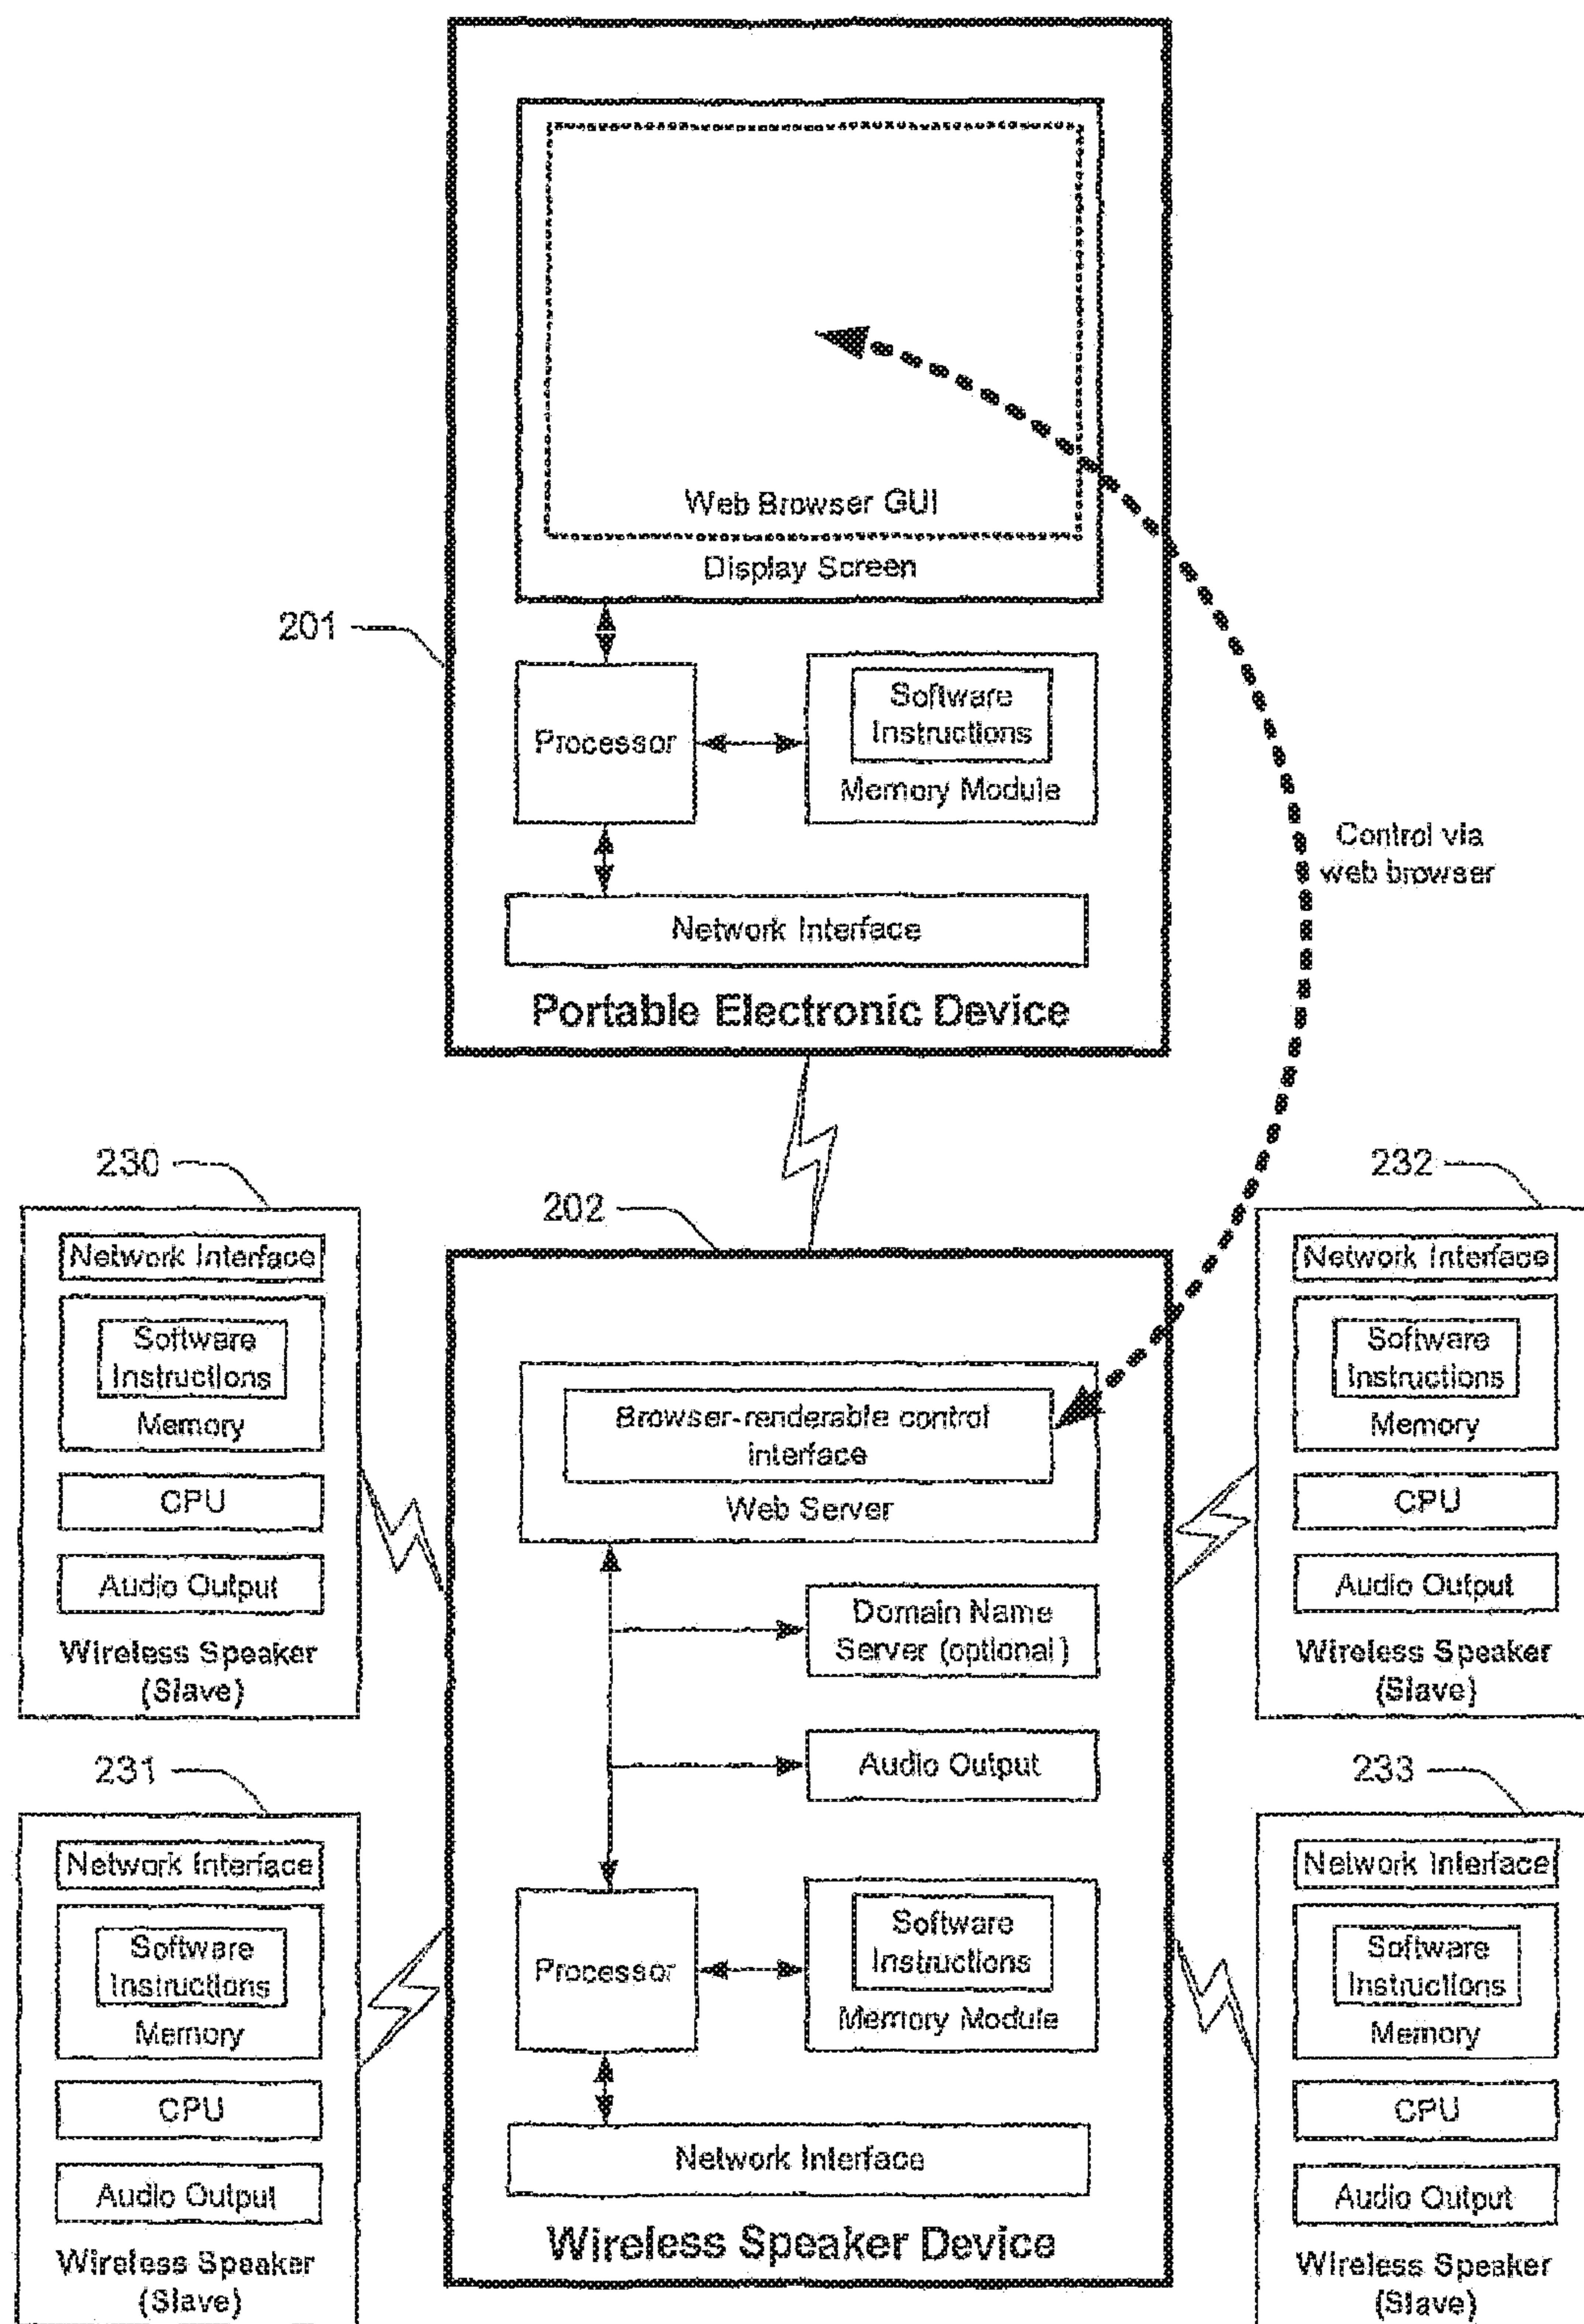 Web Browser GUI
Display Screen
201
Processor
Software
Instructions
Memory Module
Control via
web browser
Network Interface
Portable Electronic Device
230
Network Interface
Software
Instructions
Memory
CPU
Audio Output
Wireless Speaker
(Slave)
231
Network Interface
Software
Instructions
Memory
CPU
Audio Output
Wireless Speaker
(Slave)
202
Browser-renderable control
interface
Web Server
Domain Name
Server (optional)
Audio Output
Processor
Software
Instructions
Memory Module
Network Interface
Wireless Speaker Device
232
Network Interface
Software
Instructions
Memory
CPU
Audio Output
Wireless Speaker
(Slave)
233
Network Interface
Software
Instructions
Memory
CPU
Audio Output
Wireless Speaker
(Slave)